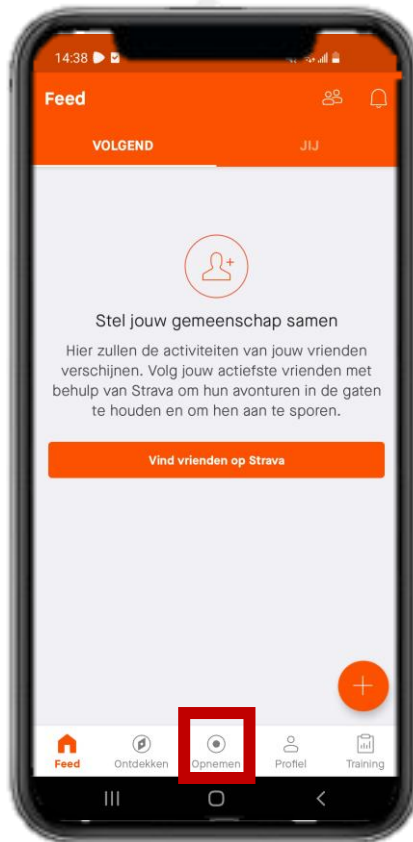 14:38
Feed
VOLGEND JIJ
Stel jouw gemeenschap samen
Hier zullen de activiteiten van jouw vrienden
verschijnen. Volg jouw actiefste vrienden met
behulp van Strava om hun avonturen in de gaten
te houden en om hen aan te sporen.
Vind vrienden op Strava
Feed Ontdekken Opnemen Profiel Training